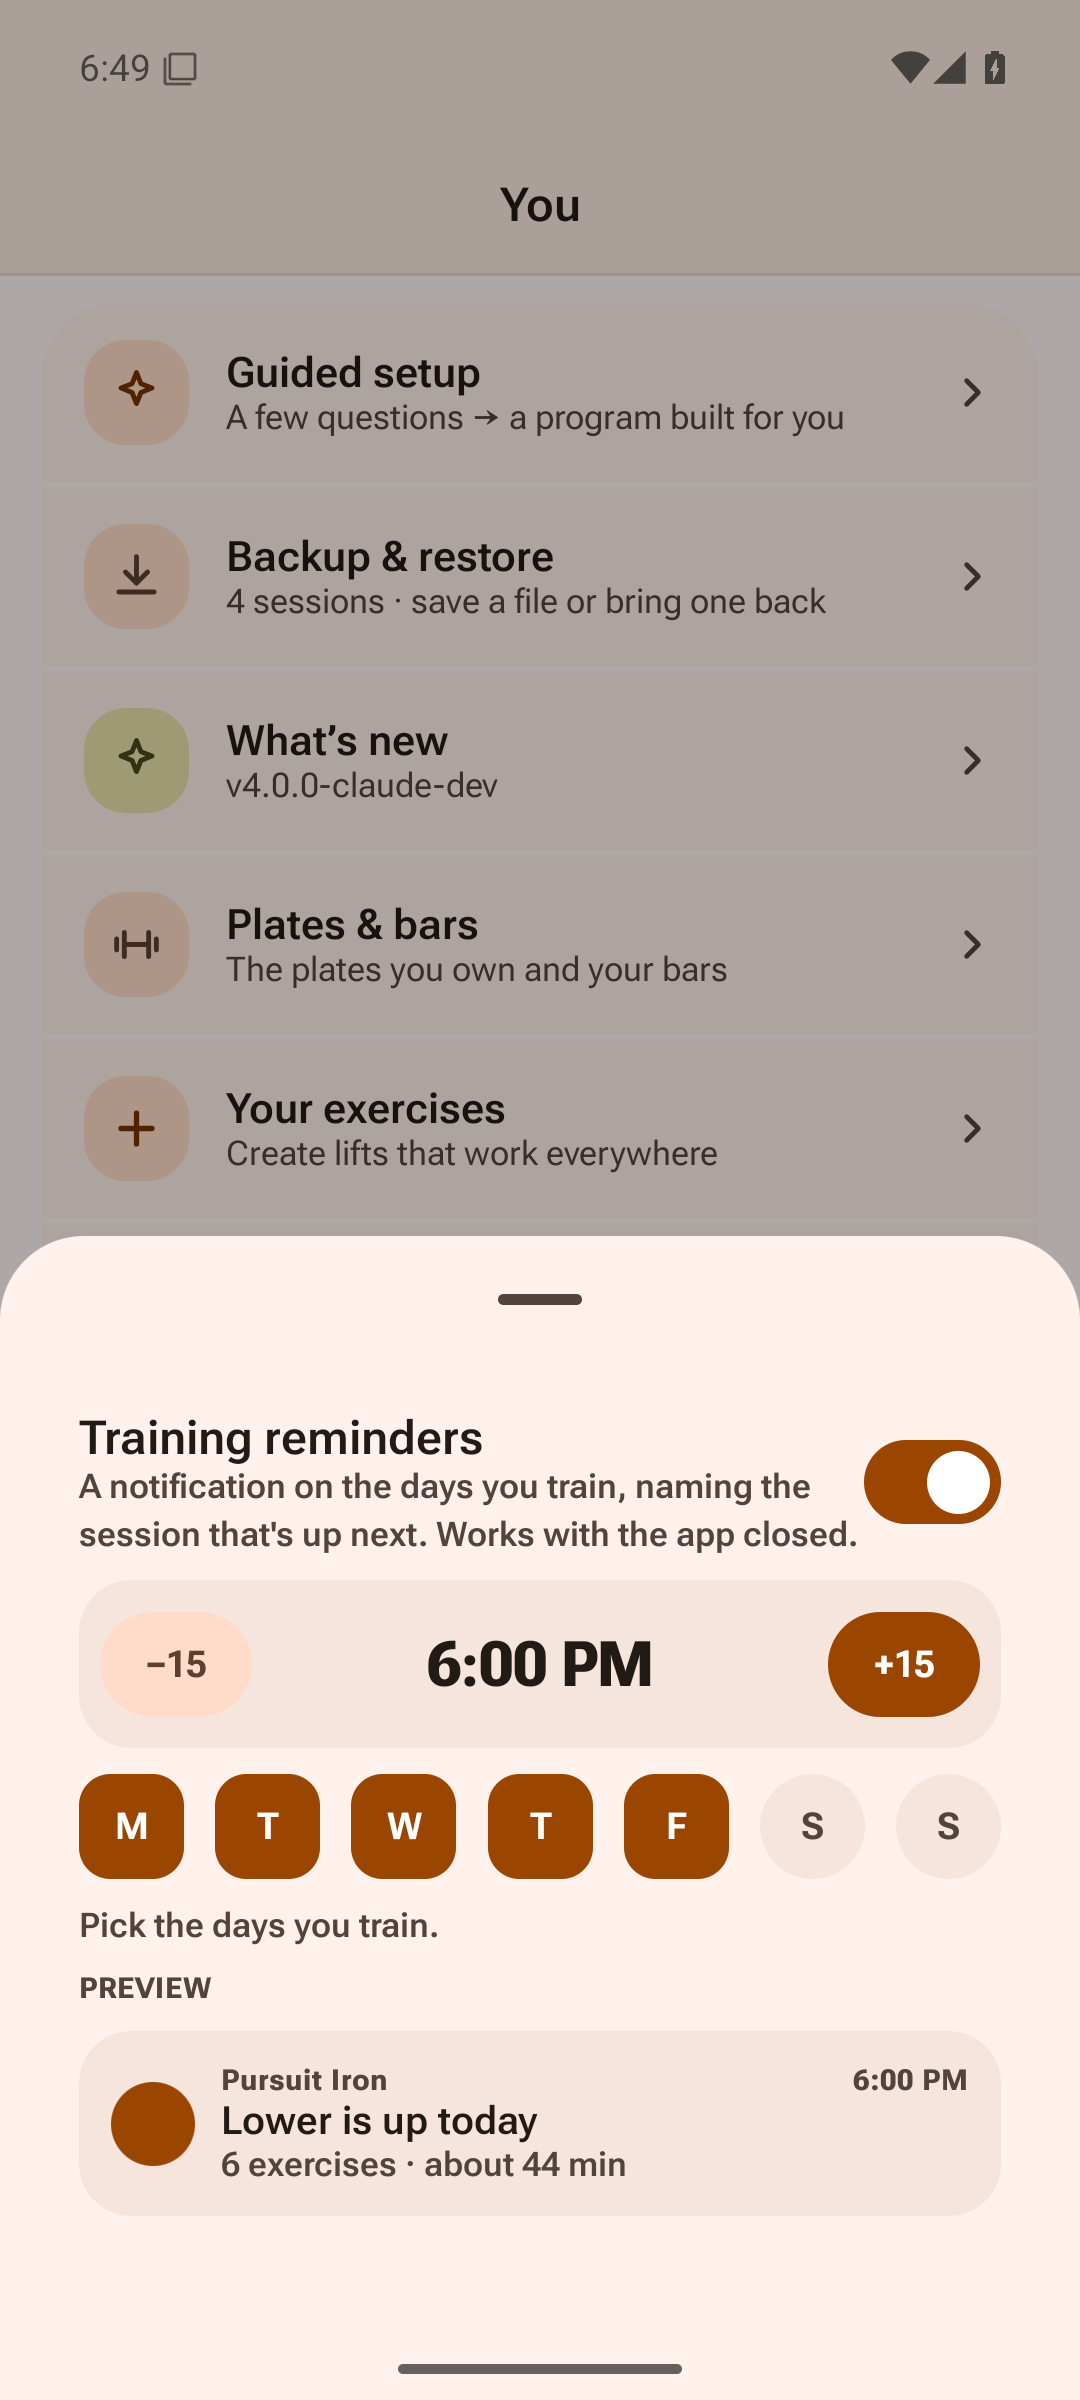 6:49
You
Guided setup
A few questions → a program built for you
Backup & restore
4 sessions · save a file or bring one back
What’s new
v4.0.0-claude-dev
Plates & bars
The plates you own and your bars
Your exercises
Create lifts that work everywhere
Training reminders
A notification on the days you train, naming the
session that's up next. Works with the app closed.
−15 6:00 PM +15
M T W T F S S
Pick the days you train.
PREVIEW
Pursuit Iron 6:00 PM
Lower is up today
6 exercises · about 44 min